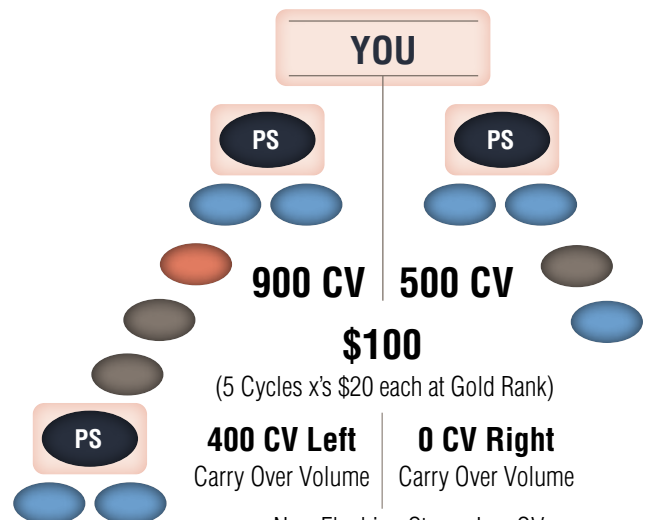 YOU
PS PS
900 CV 500 CV
$100
(5 Cycles x's $20 each at Gold Rank)
PS
400 CV Left 0 CV Right
Carry Over Volume Carry Over Volume